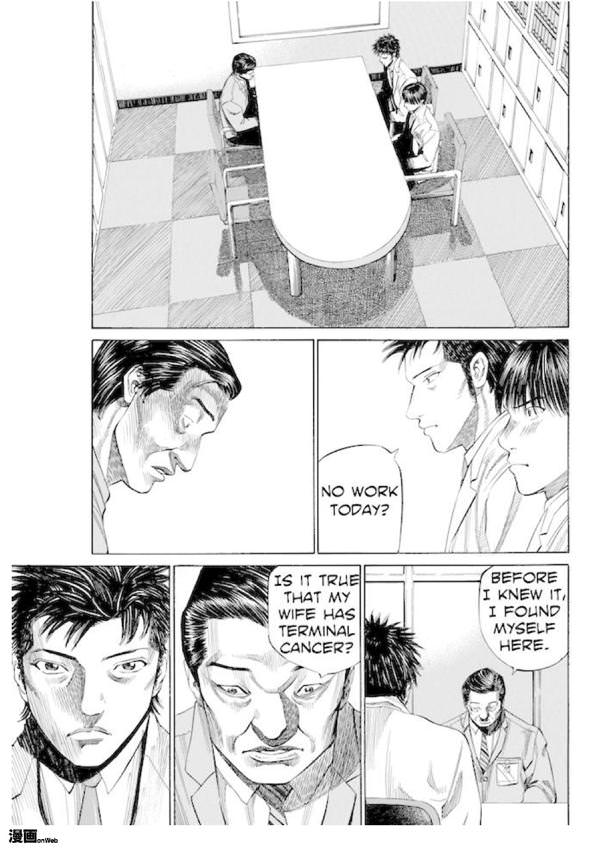 NO WORK
TODAY?
BEFORE
I KNEW IT,
I FOUND
MYSELF
HERE.
IS IT TRUE
THAT MY
WIFE HAS
TERMINAL
CANCER?
漫画onWeb